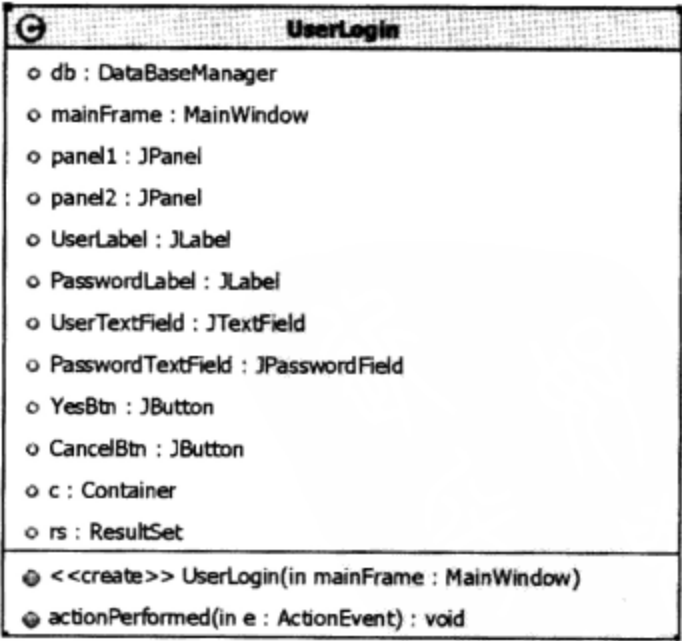 UserLogin
db : DataBaseManager
mainFrame : MainWindow
panel1 : JPanel
panel2 : JPanel
UserLabel : JLabel
PasswordLabel : JLabel
UserTextField : JTextField
PasswordTextField : JPasswordField
YesBtn : JButton
CancelBtn : JButton
c : Container
rs : ResultSet
<<create>> UserLogin(in mainFrame : MainWindow)
actionPerformed(in e : ActionEvent) : void